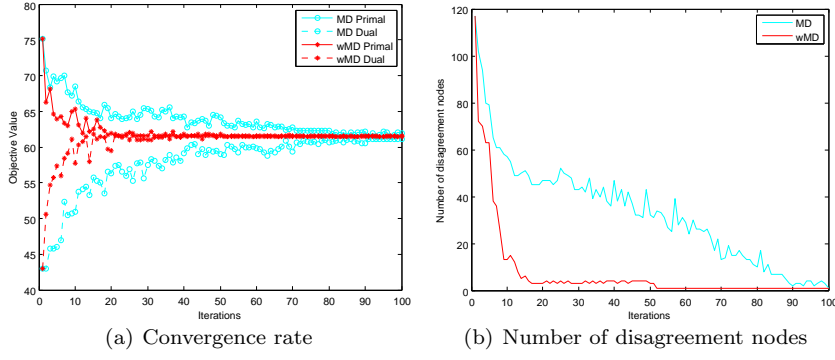 MD Primal
MD Dual
wMD Primal
wMD Dual
80
75
70
65
60
55
50
45
40
Objective Value
0 10 20 30 40 50 60 70 80 90 100
Iterations
(a) Convergence rate
MD
wMD
120
100
80
60
40
20
0
Number of disagreement nodes
0 10 20 30 40 50 60 70 80 90 100
Iterations
(b) Number of disagreement nodes